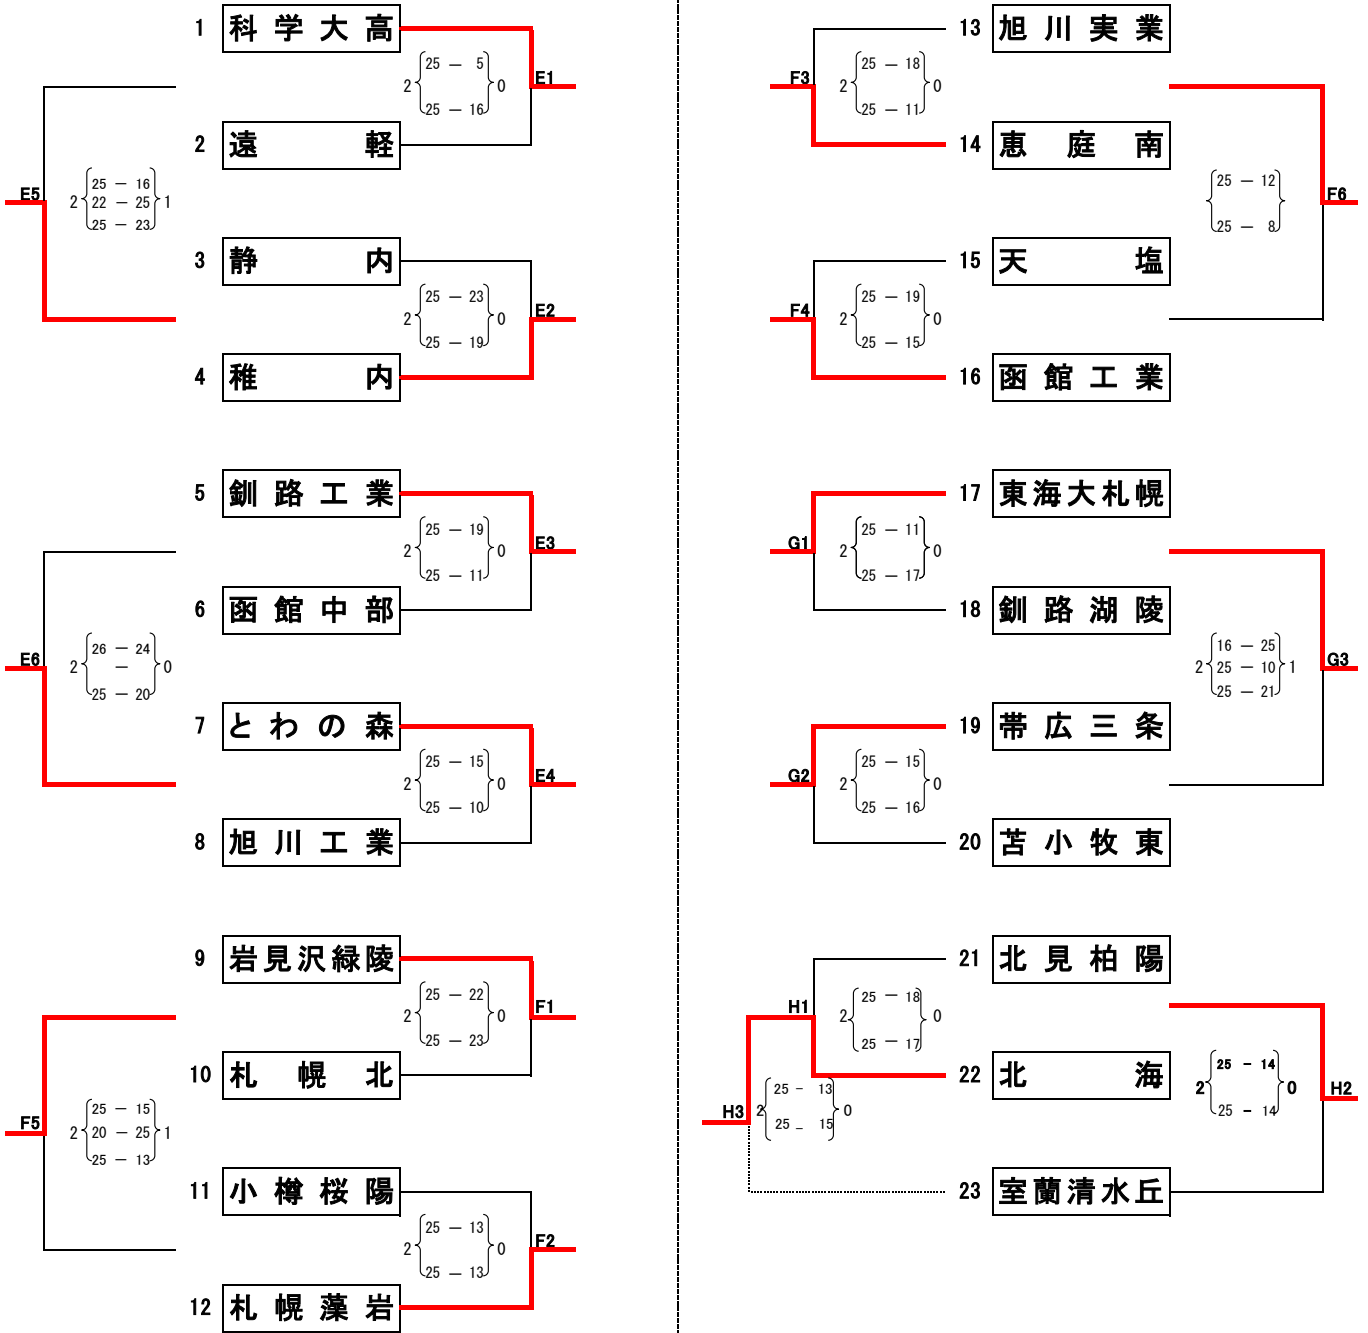 1 科学大高
25 — 5
2 0 E1
25 — 16
2 遠軽
25 — 16
E5 2 22 — 25 1
25 — 23
3 静内
25 — 23
2 0 E2
25 — 19
4 稚内
5 釧路工業
25 — 19
2 0 E3
25 — 11
6 函館中部
26 — 24
E6 2 — 0
25 — 20
7 とわの森
25 — 15
2 0 E4
25 — 10
8 旭川工業
9 岩見沢緑陵
25 — 22
2 0 F1
25 — 23
10 札幌北
25 — 15
F5 2 20 — 25 1
25 — 13
11 小樽桜陽
25 — 13
2 0 F2
25 — 13
12 札幌藻岩
13 旭川実業
25 — 18
F3 2 0
25 — 11
14 恵庭南
25 — 12
F6
25 — 8
15 天塩
25 — 19
F4 2 0
25 — 15
16 函館工業
17 東海大札幌
25 — 11
G1 2 0
25 — 17
18 釧路湖陵
16 — 25
2 25 — 10 1 G3
25 — 21
19 帯広三条
25 — 15
G2 2 0
25 — 16
20 苫小牧東
21 北見柏陽
25 — 18
H1 2 0
25 — 17
22 北海
25 - 14
2 0 H2
25 - 14
25 - 13
H3 2 0
25 - 15
23 室蘭清水丘